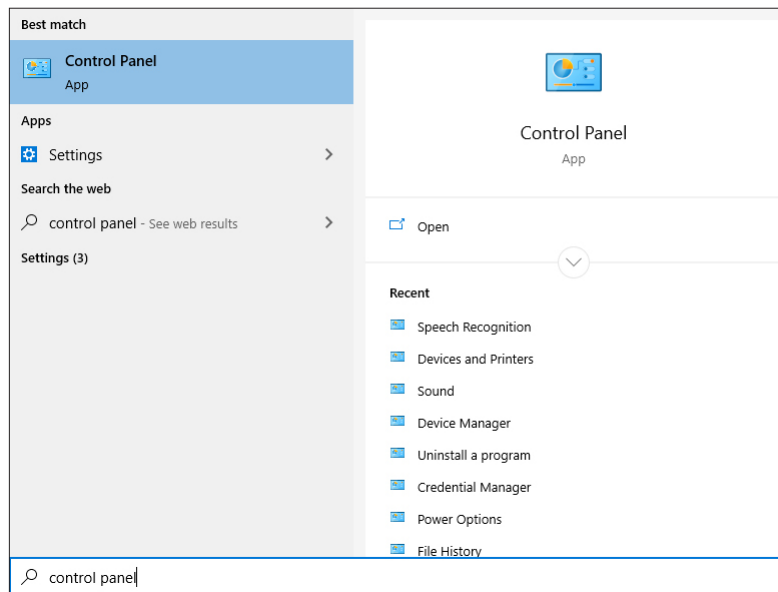 Best match
Control Panel
App
Apps
Settings
Search the web
control panel - See web results
Settings (3)
Control Panel
App
Open
Recent
Speech Recognition
Devices and Printers
Sound
Device Manager
Uninstall a program
Credential Manager
Power Options
File History
control panel